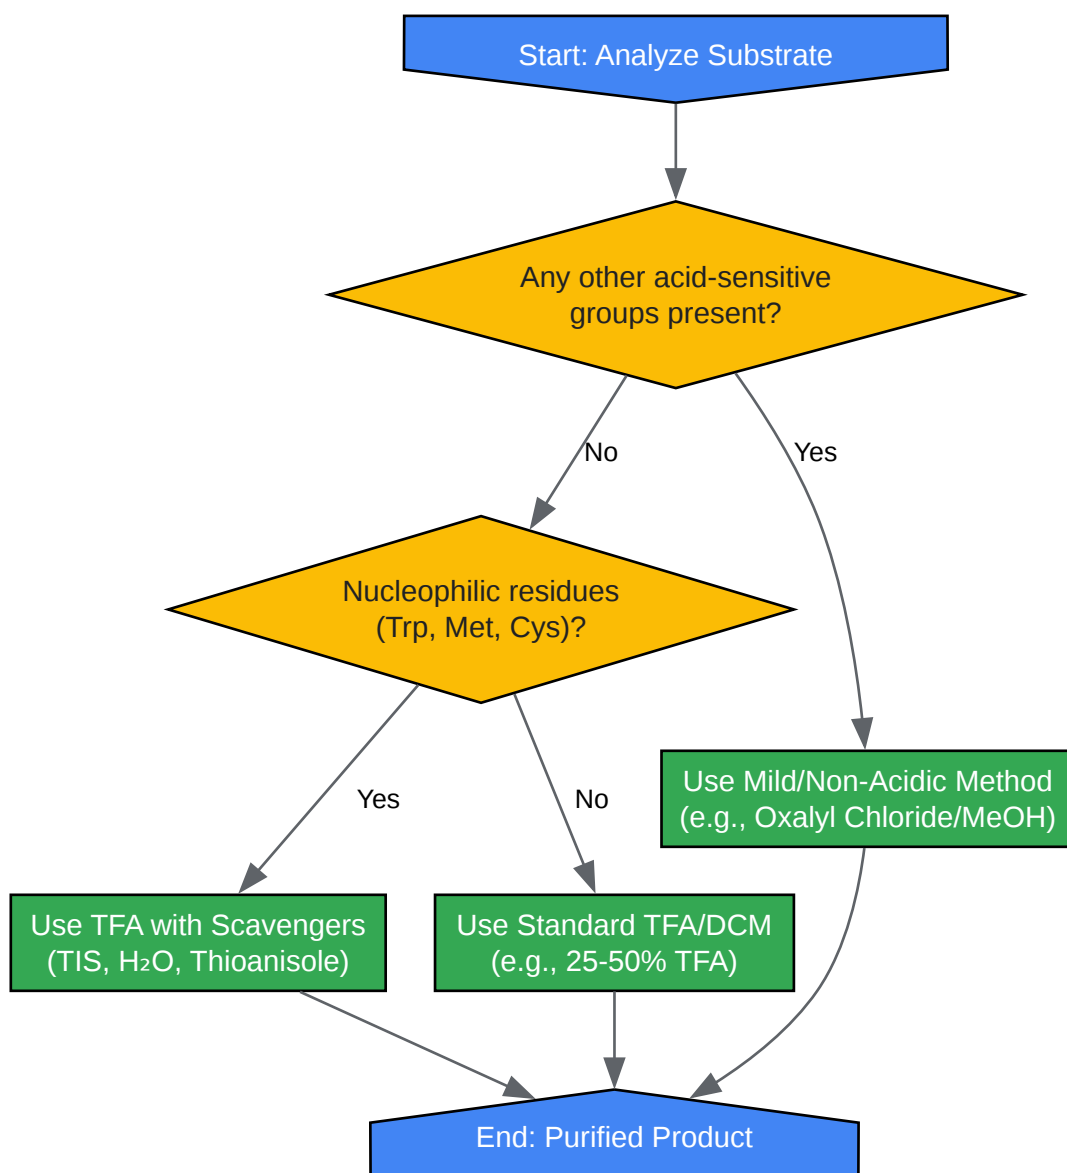 Start: Analyze Substrate
Any other acid-sensitive
groups present?
No
Yes
Nucleophilic residues
(Trp, Met, Cys)?
Use Mild/Non-Acidic Method
(e.g., Oxalyl Chloride/MeOH)
Yes
No
Use TFA with Scavengers
(TIS, H₂O, Thioanisole)
Use Standard TFA/DCM
(e.g., 25-50% TFA)
End: Purified Product